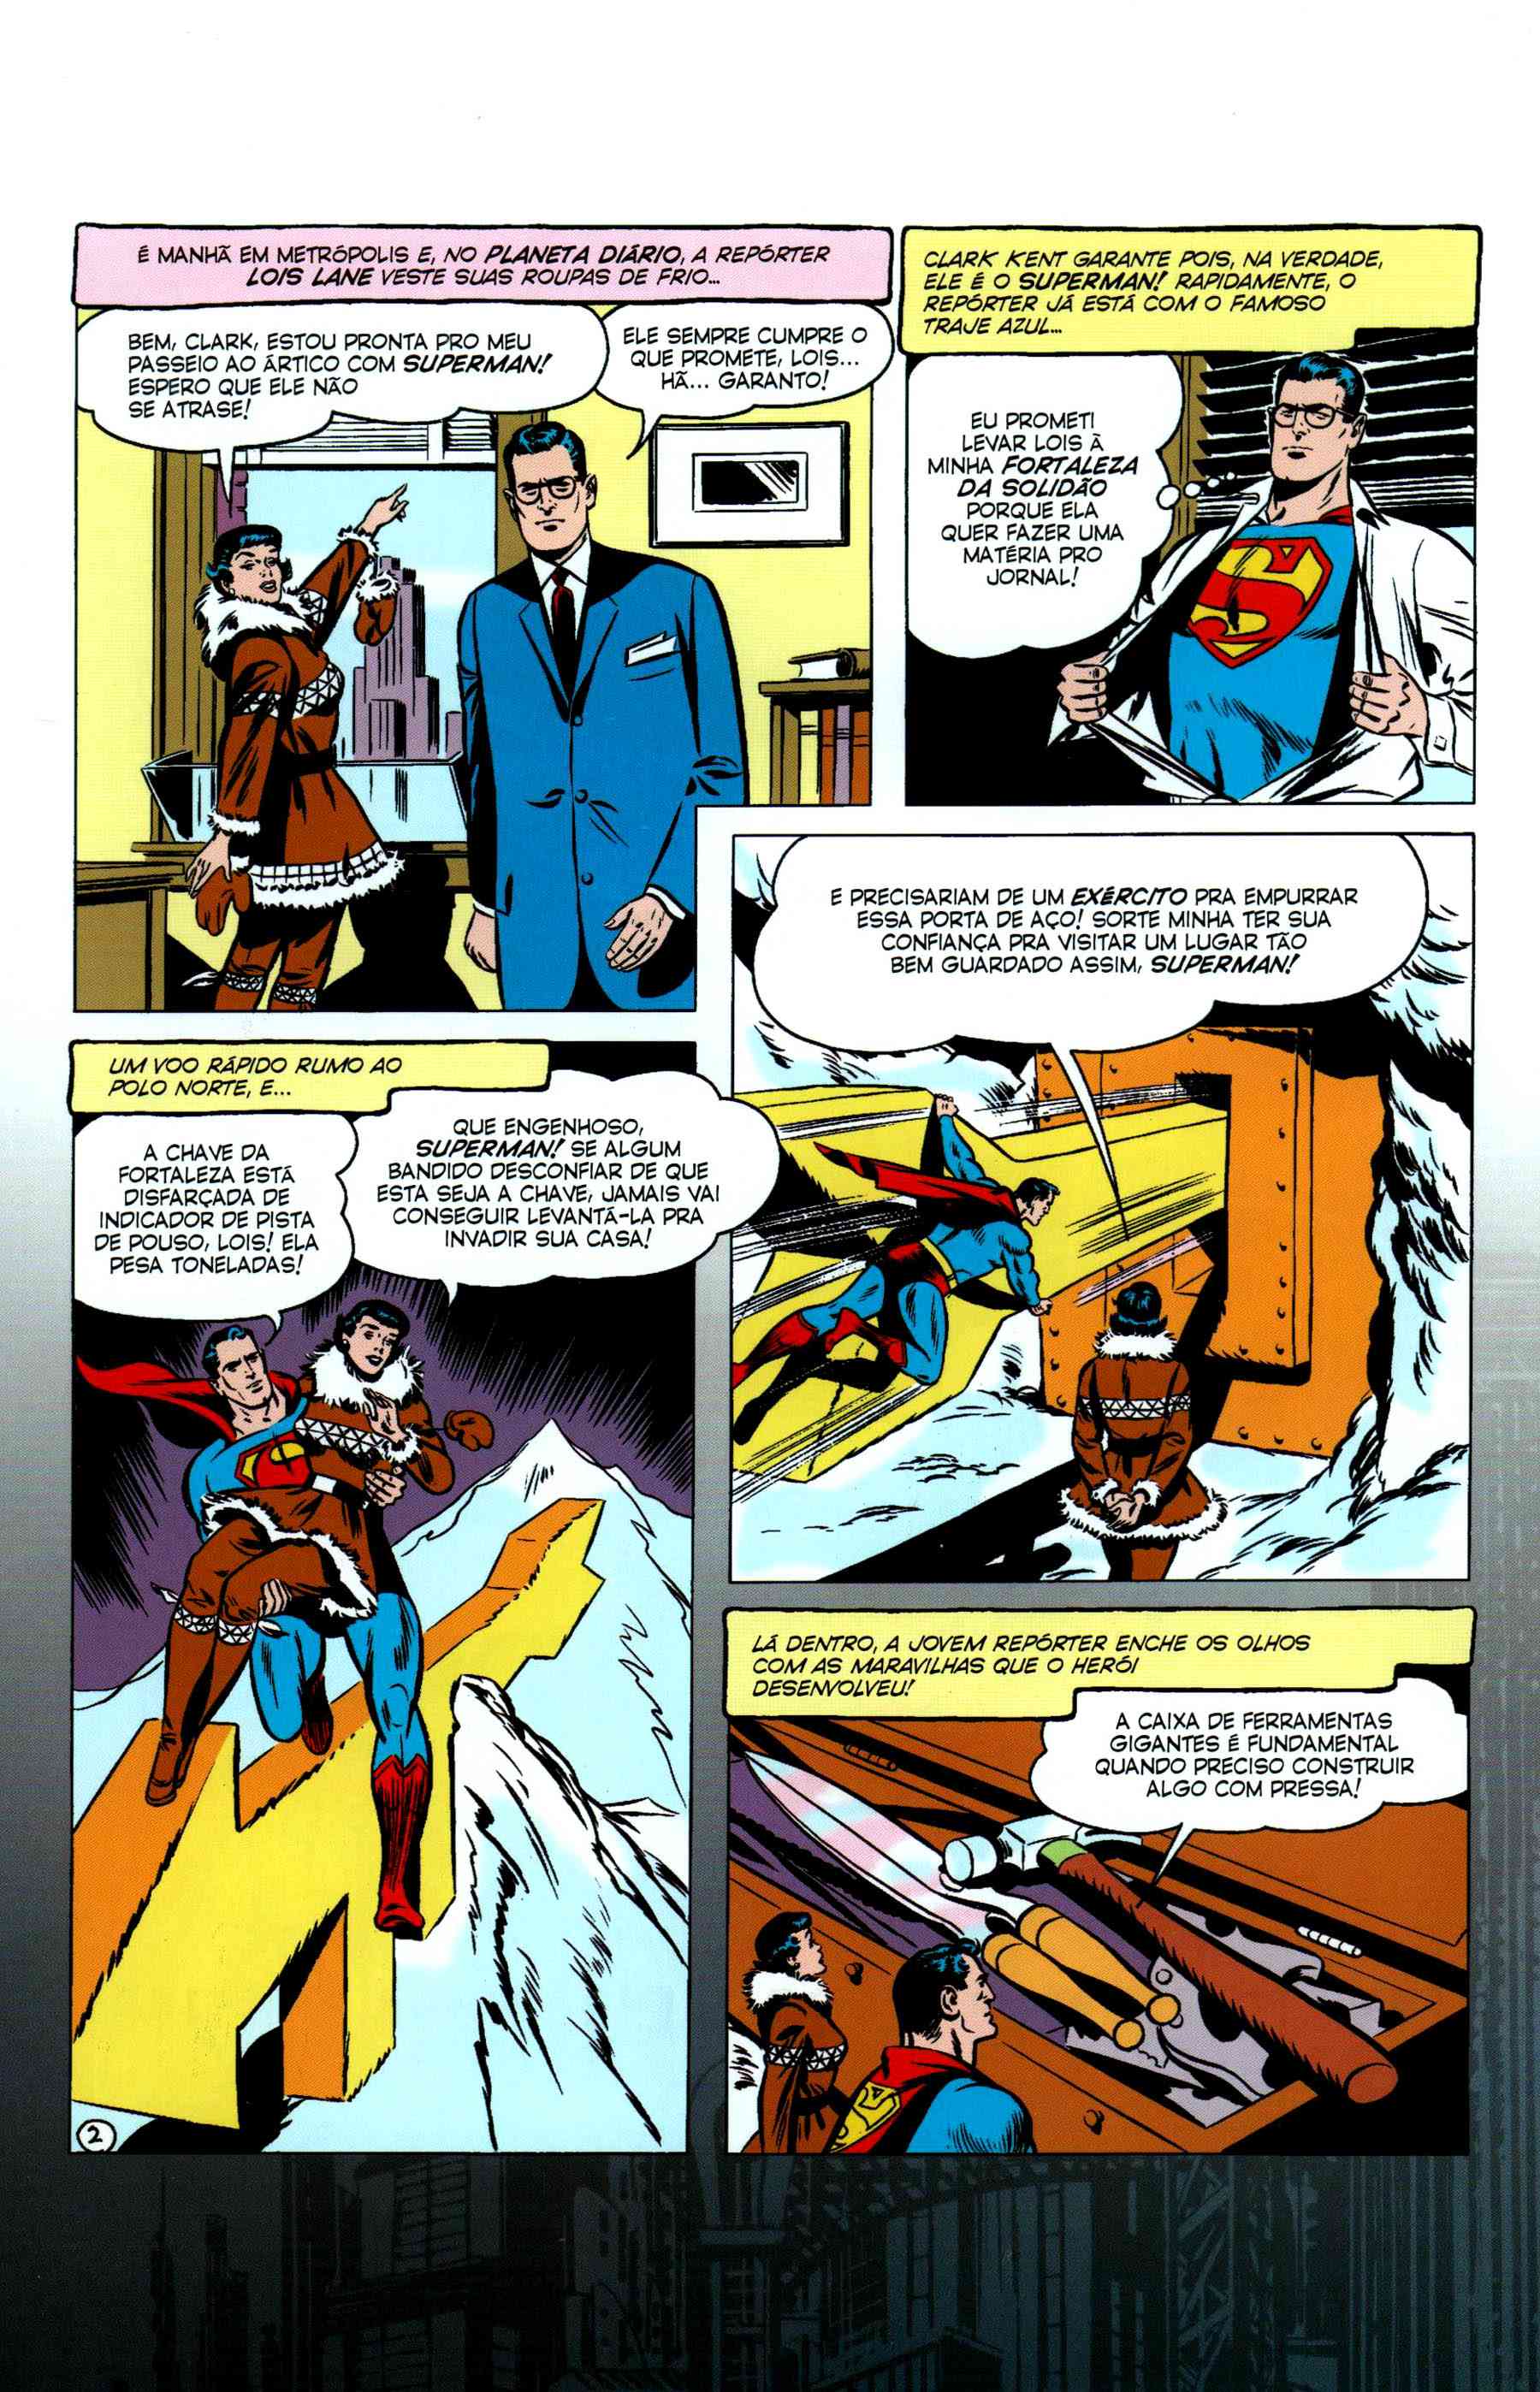 É MANHÃ EM METRÓPOLIS E, NO PLANETA DIÁRIO, A REPÓRTER
LOIS LANE VESTE SUAS ROUPAS DE FRIO...
BEM, CLARK, ESTOU PRONTA PRO MEU
PASSEIO AO ÁRTICO COM SUPERMAN!
ESPERO QUE ELE NÃO
SE ATRASE!
ELE SEMPRE CUMPRE O
QUE PROMETE, LOIS...
HÃ... GARANTO!
CLARK KENT GARANTE POIS, NA VERDADE,
ELE É O SUPERMAN! RAPIDAMENTE, O
REPÓRTER JÁ ESTÁ COM O FAMOSO
TRAJE AZUL...
EU PROMETI
LEVAR LOIS À
MINHA FORTALEZA
DA SOLIDÃO
PORQUE ELA
QUER FAZER UMA
MATÉRIA PRO
JORNAL!
S
UM VOO RÁPIDO RUMO AO
POLO NORTE, E...
A CHAVE DA
FORTALEZA ESTÁ
DISFARÇADA DE
INDICADOR DE PISTA
DE POUSO, LOIS! ELA
PESA TONELADAS!
QUE ENGENHOSO,
SUPERMAN! SE ALGUM
BANDIDO DESCONFIAR DE QUE
ESTA SEJA A CHAVE, JAMAIS VAI
CONSEGUIR LEVANTÁ-LA PRA
INVADIR SUA CASA!
E PRECISARIAM DE UM EXÉRCITO PRA EMPURRAR
ESSA PORTA DE AÇO! SORTE MINHA TER SUA
CONFIANÇA PRA VISITAR UM LUGAR TÃO
BEM GUARDADO ASSIM, SUPERMAN!
LÁ DENTRO, A JOVEM REPÓRTER ENCHE OS OLHOS
COM AS MARAVILHAS QUE O HERÓI
DESENVOLVEU!
A CAIXA DE FERRAMENTAS
GIGANTES É FUNDAMENTAL
QUANDO PRECISO CONSTRUIR
ALGO COM PRESSA!
2